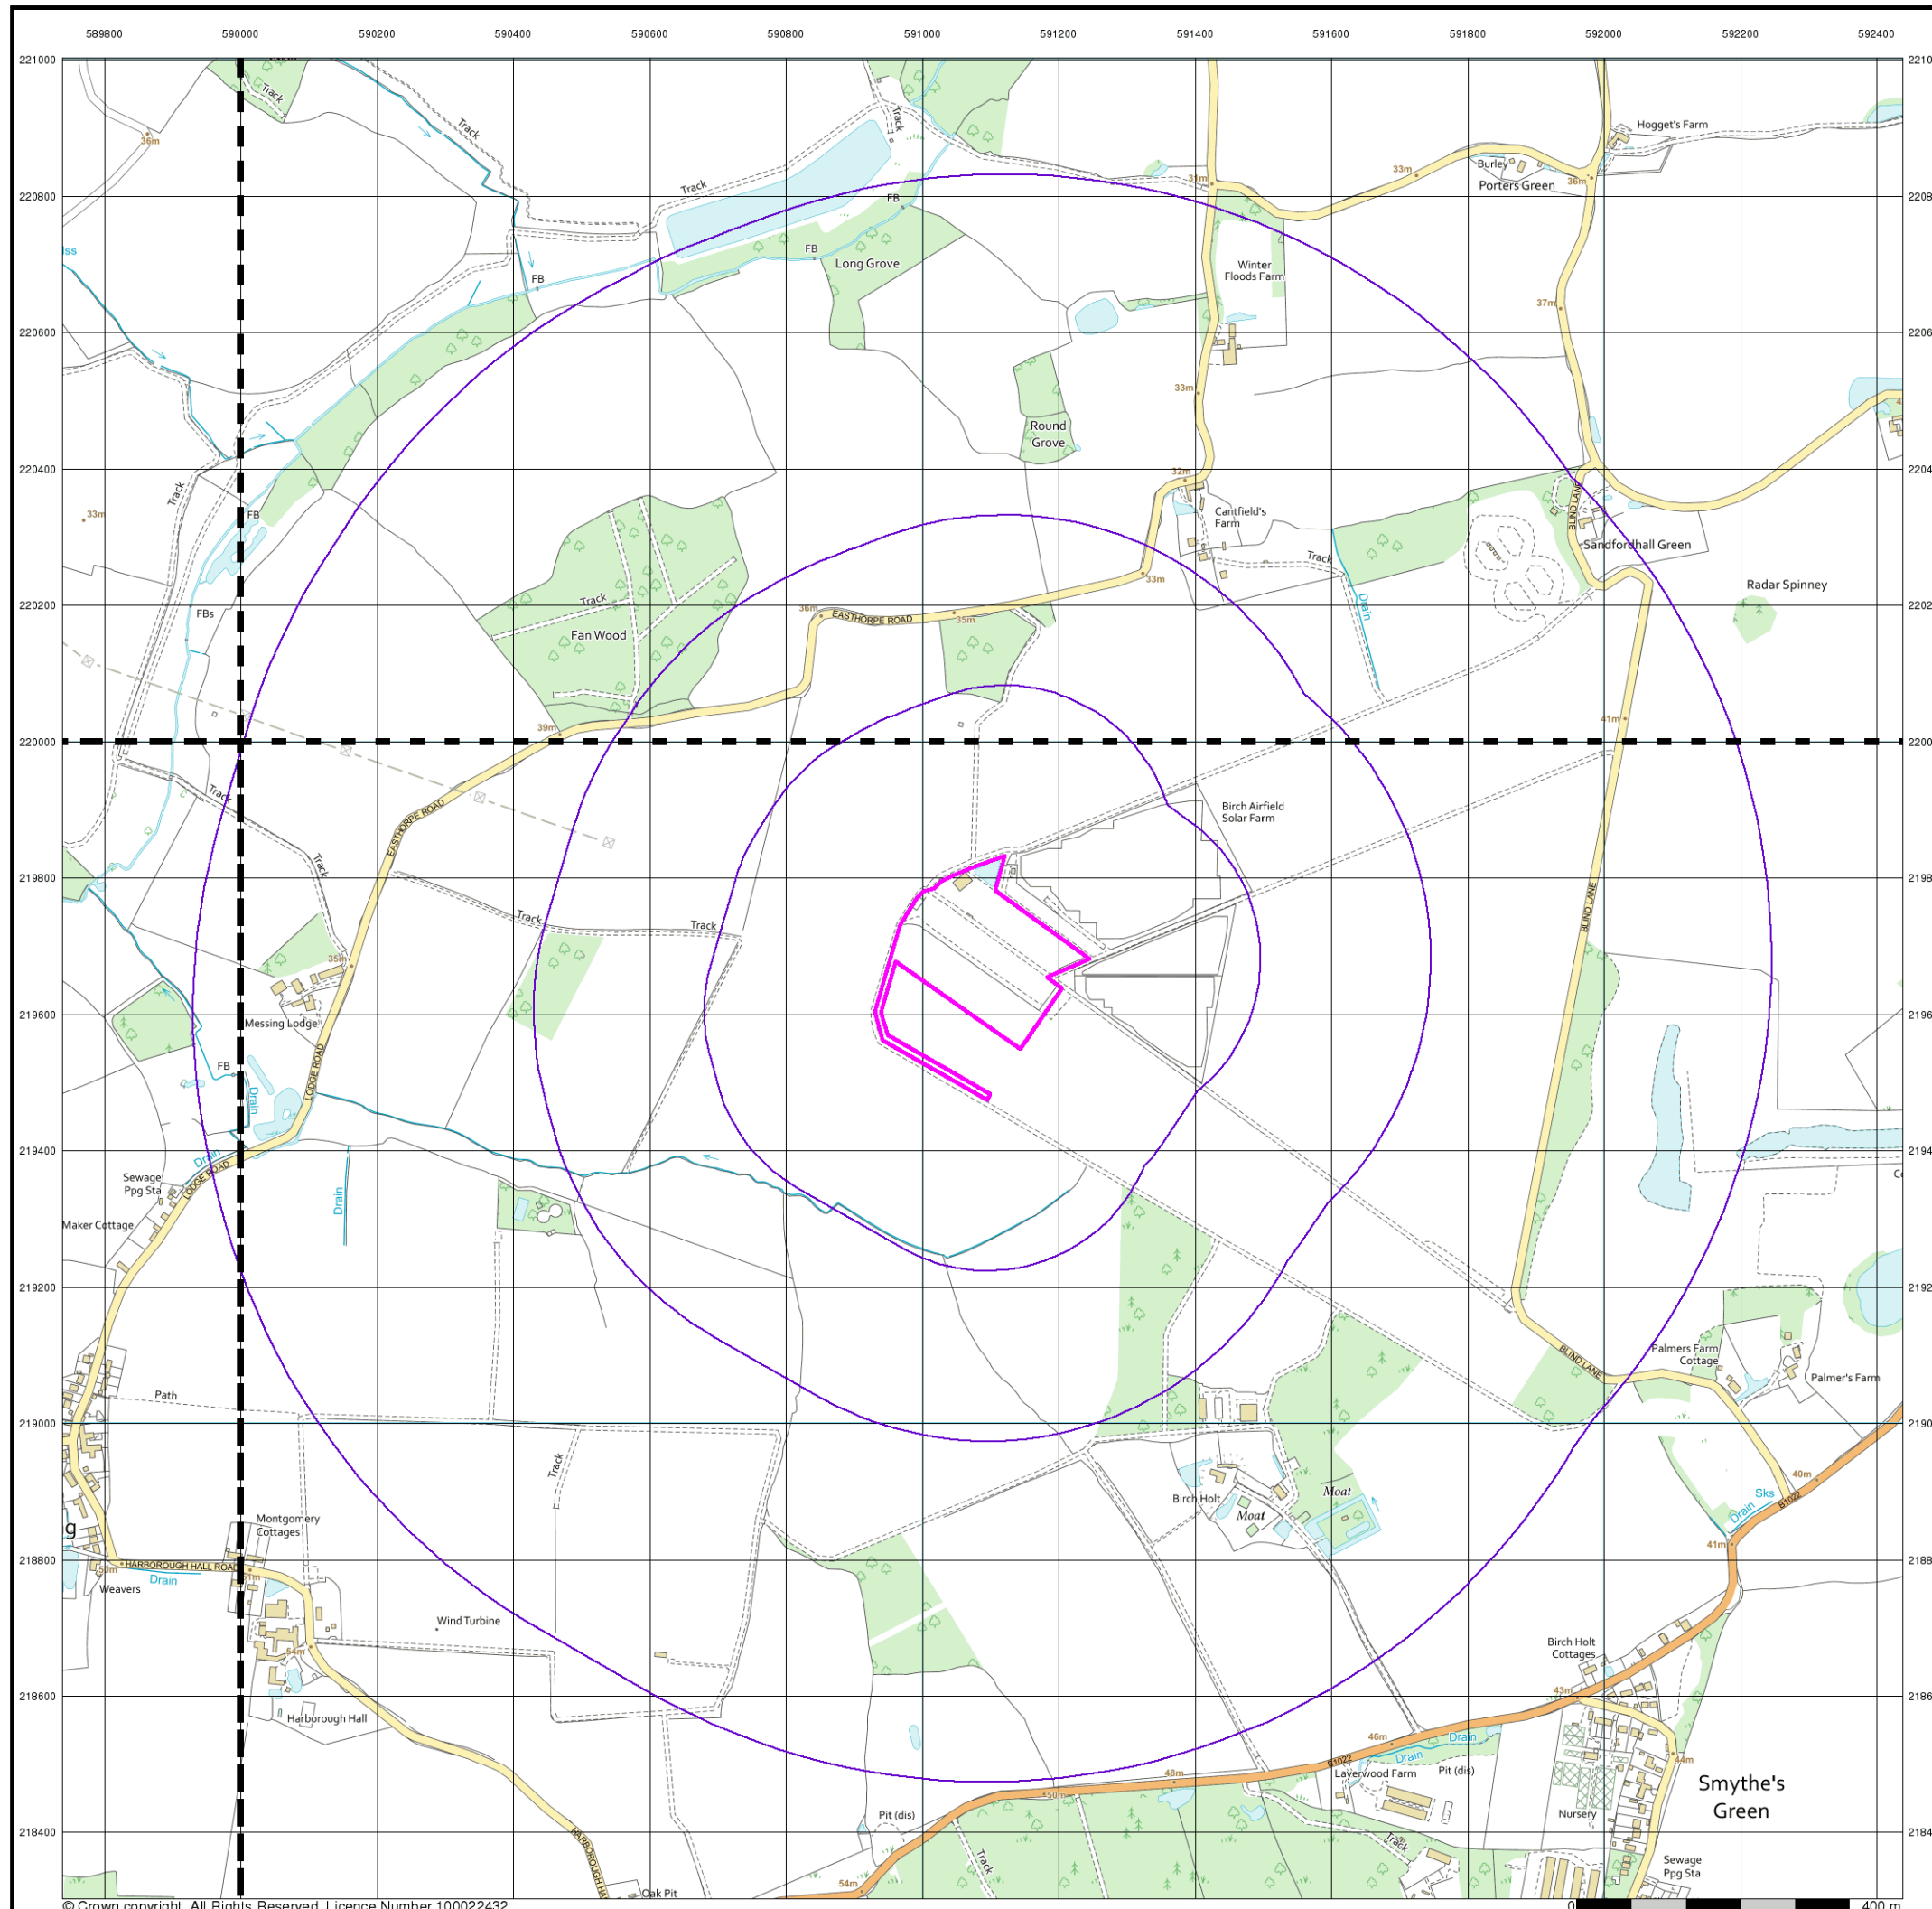 589800 590000 590200 590400 590600 590800 591000 591200 591400 591600 591800 592000 592200 592400
221000
Track
Track
Track
36m
Hogget's Farm
Burley
Porters Green
33m
36m
31m
220800
Track
FB
FB
Long Grove
FB
Winter
Floods Farm
37m
220600
33m
Round
Grove
220400
32m
Track
33m
FB
Cantfield's
Farm
BLIND LANE
Sandfordhall Green
Track
Drain
Radar Spinney
220200
FBs
Track
Fan Wood
36m
EASTHORPE ROAD
35m
33m
39m
41m
220000
Track
EASTHORPE ROAD
Birch Airfield
Solar Farm
Track
219800
Track
Track
BLIND LANE
35m
Messing Lodge
219600
FB
Drain
LODGE ROAD
219400
Drain
LODGE ROAD
Sewage
Ppg Sta
Drain
Maker Cottage
219200
BLIND LANE
Palmers Farm
Cottage
Palmer's Farm
Path
219000
Track
Birch Holt
Moat
Moat
40m
Sks
Drain
B1022
41m
g
Montgomery
Cottages
218800
HARBOROUGH HALL ROAD
50m
Drain
Weavers
Wind Turbine
54m
Birch Holt
Cottages
43m
218600
Harborough Hall
46m
Drain
Drain
44m
B1022
Layerwood Farm
Pit (dis)
48m
50m
Smythe's
Green
Pit (dis)
Nursery
218400
Track
Track
Sewage
Ppg Sta
54m
Oak Pit
© Crown copyright. All Rights Reserved. Licence Number 100022432
0 400 m